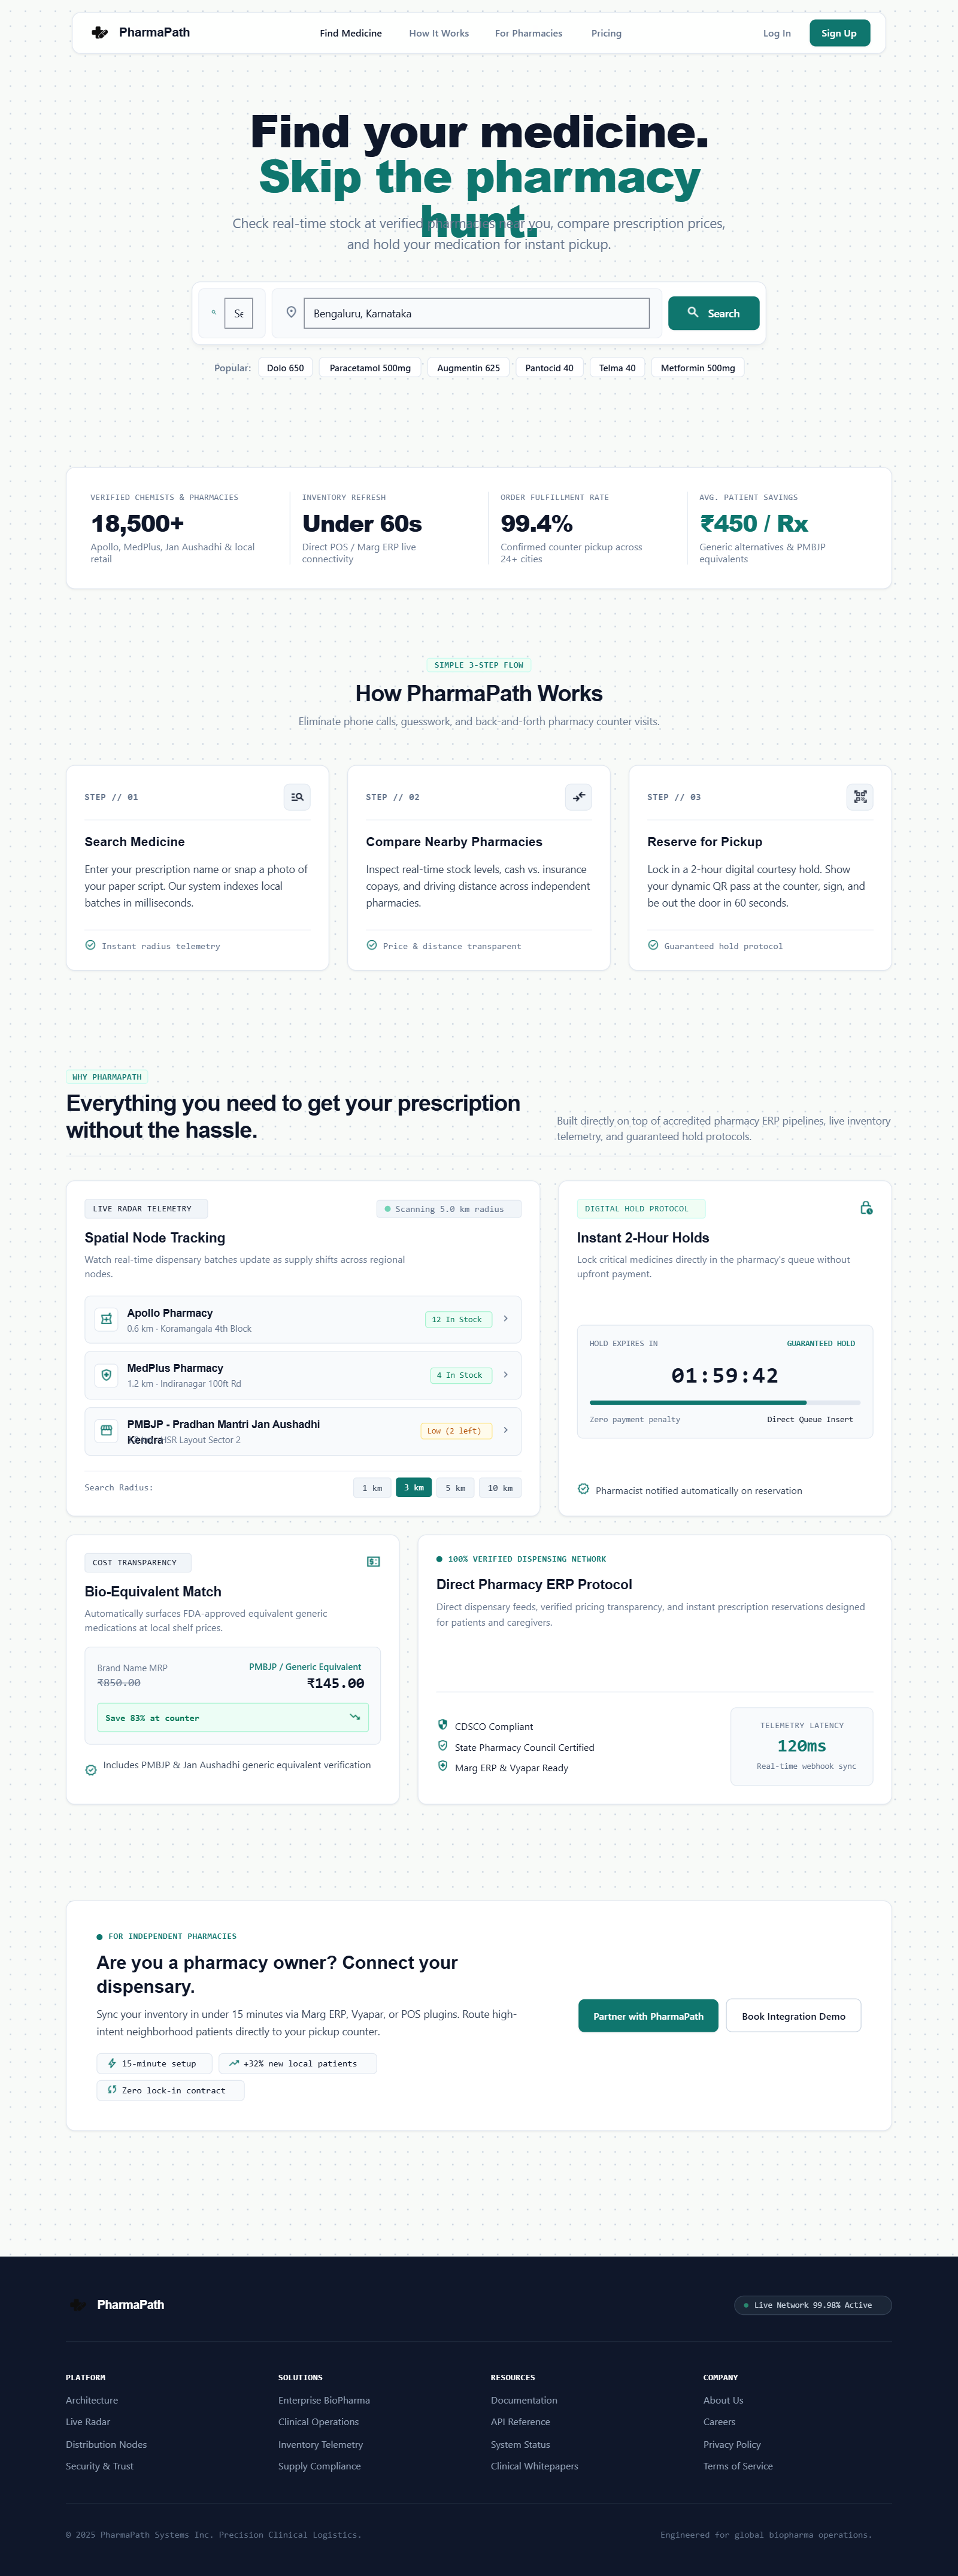 PharmaPath
Find Medicine
How It Works
For Pharmacies
Pricing
Log In
Sign Up
Find your medicine.
Skip the pharmacy
hunt.
Check real-time stock at verified pharmacies near you, compare prescription prices,
and hold your medication for instant pickup.
Se
Bengaluru, Karnataka
Search
Popular:
Dolo 650
Paracetamol 500mg
Augmentin 625
Pantocid 40
Telma 40
Metformin 500mg
VERIFIED CHEMISTS & PHARMACIES
18,500+
Apollo, MedPlus, Jan Aushadhi & local
retail
INVENTORY REFRESH
Under 60s
Direct POS / Marg ERP live
connectivity
ORDER FULFILLMENT RATE
99.4%
Confirmed counter pickup across
24+ cities
AVG. PATIENT SAVINGS
₹450 / Rx
Generic alternatives & PMBJP
equivalents
SIMPLE 3-STEP FLOW
How PharmaPath Works
Eliminate phone calls, guesswork, and back-and-forth pharmacy counter visits.
STEP // 01
Search Medicine
Enter your prescription name or snap a photo of
your paper script. Our system indexes local
batches in milliseconds.
Instant radius telemetry
STEP // 02
Compare Nearby Pharmacies
Inspect real-time stock levels, cash vs. insurance
copays, and driving distance across independent
pharmacies.
Price & distance transparent
STEP // 03
Reserve for Pickup
Lock in a 2-hour digital courtesy hold. Show
your dynamic QR pass at the counter, sign, and
be out the door in 60 seconds.
Guaranteed hold protocol
WHY PHARMAPATH
Everything you need to get your prescription
without the hassle.
Built directly on top of accredited pharmacy ERP pipelines, live inventory
telemetry, and guaranteed hold protocols.
LIVE RADAR TELEMETRY
Scanning 5.0 km radius
Spatial Node Tracking
Watch real-time dispensary batches update as supply shifts across regional
nodes.
Apollo Pharmacy
0.6 km · Koramangala 4th Block
12 In Stock
MedPlus Pharmacy
1.2 km · Indiranagar 100ft Rd
4 In Stock
PMBJP - Pradhan Mantri Jan Aushadhi
Kendra
HSR Layout Sector 2
Low (2 left)
Search Radius:
1 km
3 km
5 km
10 km
DIGITAL HOLD PROTOCOL
Instant 2-Hour Holds
Lock critical medicines directly in the pharmacy's queue without
upfront payment.
HOLD EXPIRES IN
GUARANTEED HOLD
01:59:42
Zero payment penalty
Direct Queue Insert
Pharmacist notified automatically on reservation
COST TRANSPARENCY
Bio-Equivalent Match
Automatically surfaces FDA-approved equivalent generic
medications at local shelf prices.
Brand Name MRP
₹850.00
PMBJP / Generic Equivalent
₹145.00
Save 83% at counter
Includes PMBJP & Jan Aushadhi generic equivalent verification
100% VERIFIED DISPENSING NETWORK
Direct Pharmacy ERP Protocol
Direct dispensary feeds, verified pricing transparency, and instant prescription reservations designed
for patients and caregivers.
CDSCO Compliant
State Pharmacy Council Certified
Marg ERP & Vyapar Ready
TELEMETRY LATENCY
120ms
Real-time webhook sync
FOR INDEPENDENT PHARMACIES
Are you a pharmacy owner? Connect your
dispensary.
Sync your inventory in under 15 minutes via Marg ERP, Vyapar, or POS plugins. Route high-
intent neighborhood patients directly to your pickup counter.
15-minute setup
+32% new local patients
Zero lock-in contract
Partner with PharmaPath
Book Integration Demo
PharmaPath
Live Network 99.98% Active
PLATFORM
Architecture
Live Radar
Distribution Nodes
Security & Trust
SOLUTIONS
Enterprise BioPharma
Clinical Operations
Inventory Telemetry
Supply Compliance
RESOURCES
Documentation
API Reference
System Status
Clinical Whitepapers
COMPANY
About Us
Careers
Privacy Policy
Terms of Service
© 2025 PharmaPath Systems Inc. Precision Clinical Logistics.
Engineered for global biopharma operations.